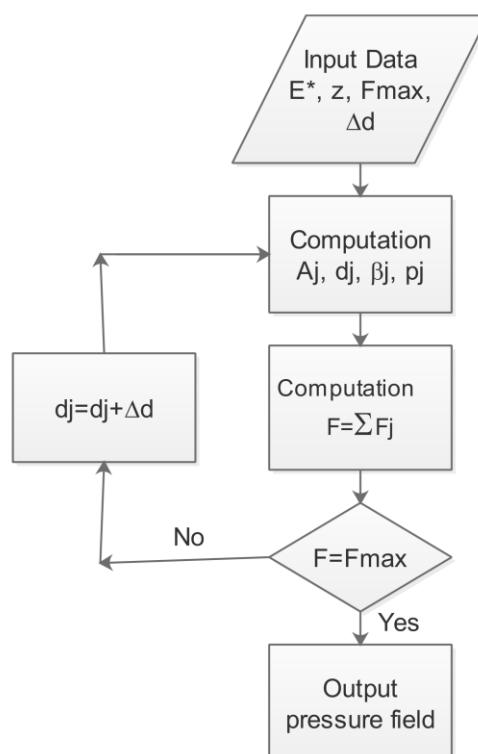 Input Data
E*, z, Fmax,
Δd
Computation
Aj, dj, βj, pj
dj=dj+Δd
Computation
F=ΣFj
No
F=Fmax
Yes
Output
pressure field